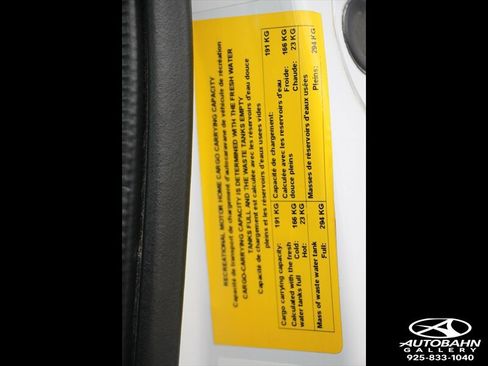 RECREATIONAL MOTOR HOME CARGO CARRYING CAPACITY
Capacité de transport de chargement d'autocaravane de véhicule de récréation
CARGO-CARRYING CAPACITY IS DETERMINED WITH THE FRESH WATER
TANKS FULL AND THE WASTE TANKS EMPTY
Capacité de chargement est calculée avec les réservoirs d'eau douce
pleins et les réservoirs d'eaux usées vides
Cargo carrying capacity: 191 KG
Capacité de chargement: 191 KG
Calculated with the fresh Cold: 166 KG
water tanks full Hot: 23 KG
Calculée avec les réservoirs d'eau Froide: 166 KG
douce pleins Chaude: 23 KG
Mass of waste water tank
Full: 294 KG
Masses de réservoirs d'eaux usées
Pleins: 294 KG
AUTOBAHN
GALLERY
925-833-1040